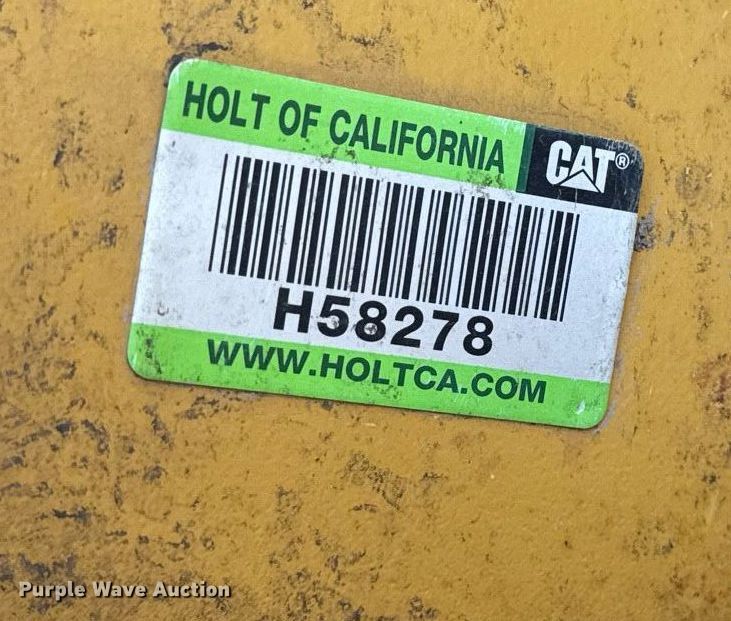 HOLT OF CALIFORNIA CAT®
H58278
WWW.HOLTCA.COM
Purple Wave Auction